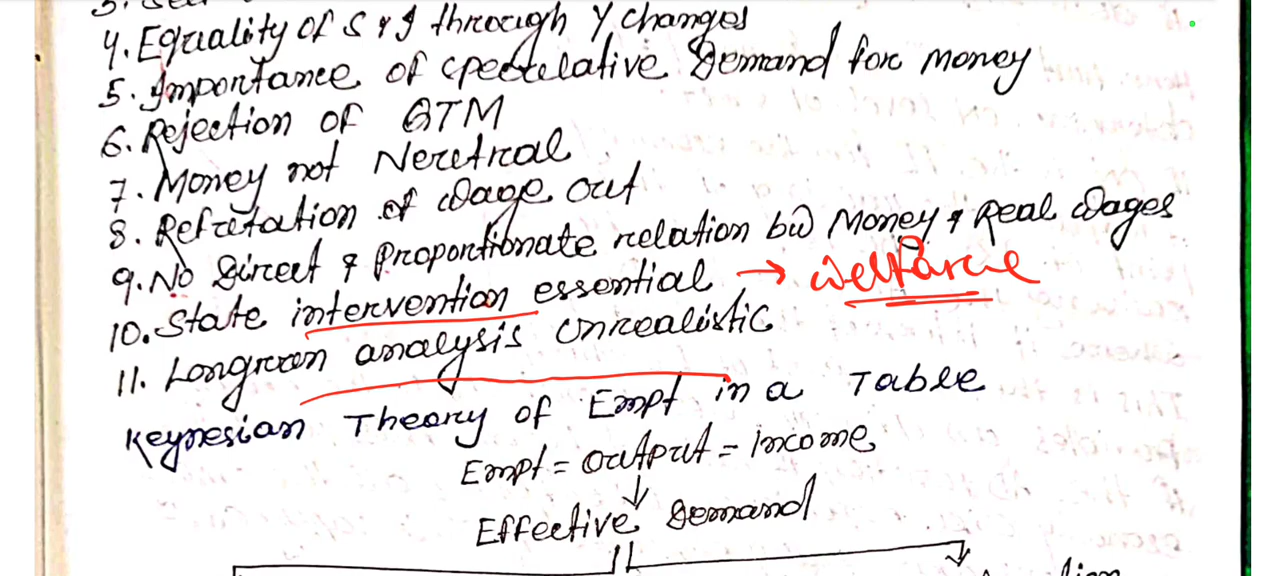 4. Equality of S & I through Y changes
5. Importance of Speculative Demand for money
6. Rejection of QTM
7. Money not Neutral
8. Refutation of Wage cut
9. No Direct & Proportionate relation b/w Money & Real Wages
10. State intervention essential → Welfare
11. Longrun analysis Unrealistic
Keynesian Theory of Empt in a Table
Empt = Output = Income
Effective Demand